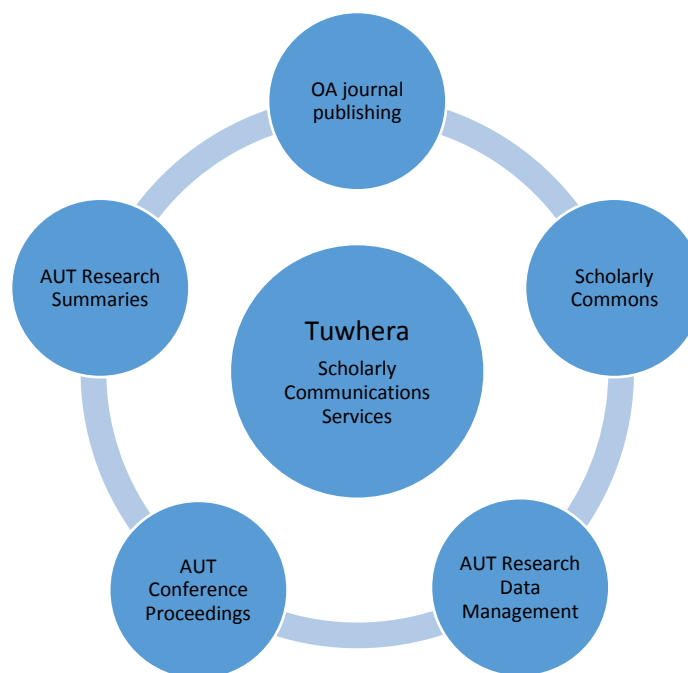 OA journal
publishing
AUT Research
Summaries
Scholarly
Commons
Tuwhera
Scholarly
Communications
Services
AUT
Conference
Proceedings
AUT Research
Data
Management